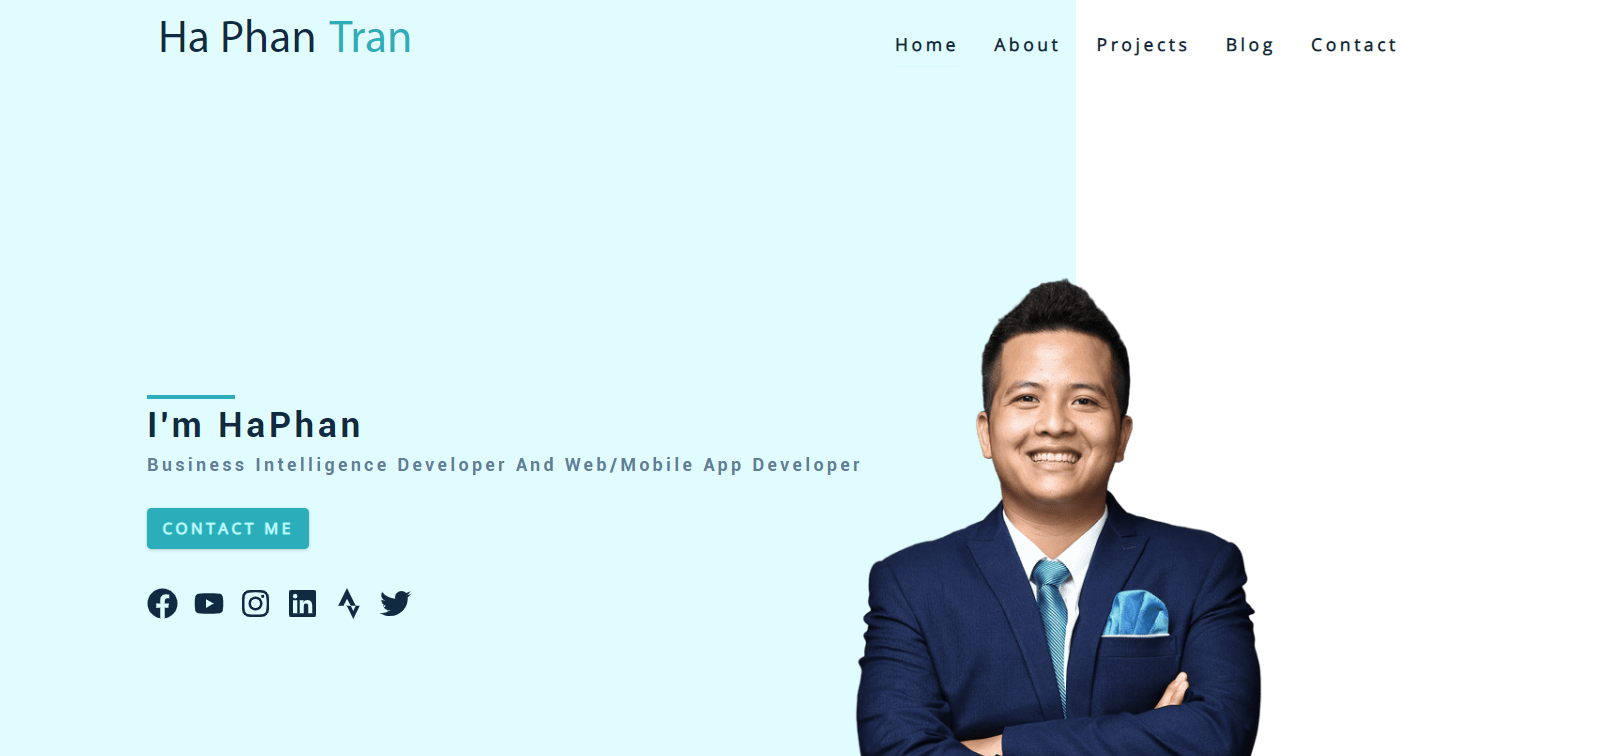 Ha Phan Tran
Home About Projects Blog Contact
I'm HaPhan
Business Intelligence Developer And Web/Mobile App Developer
CONTACT ME